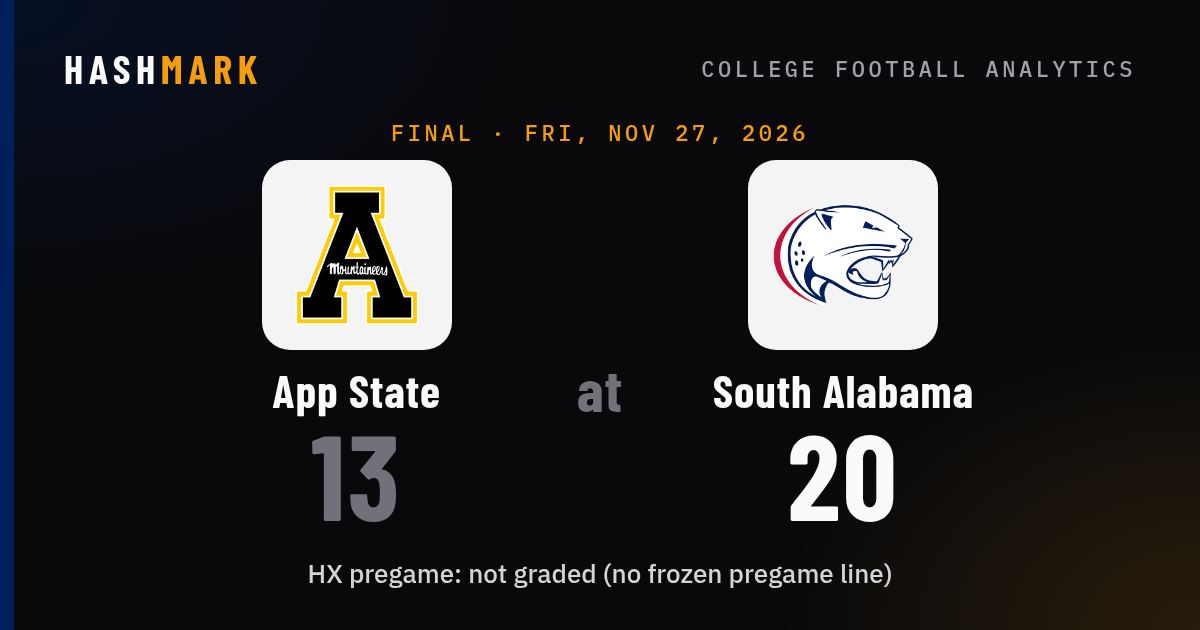 HASHMARK
COLLEGE FOOTBALL ANALYTICS
FINAL · FRI, NOV 27, 2026
Mountaineers
App State
at
South Alabama
13
20
HX pregame: not graded (no frozen pregame line)